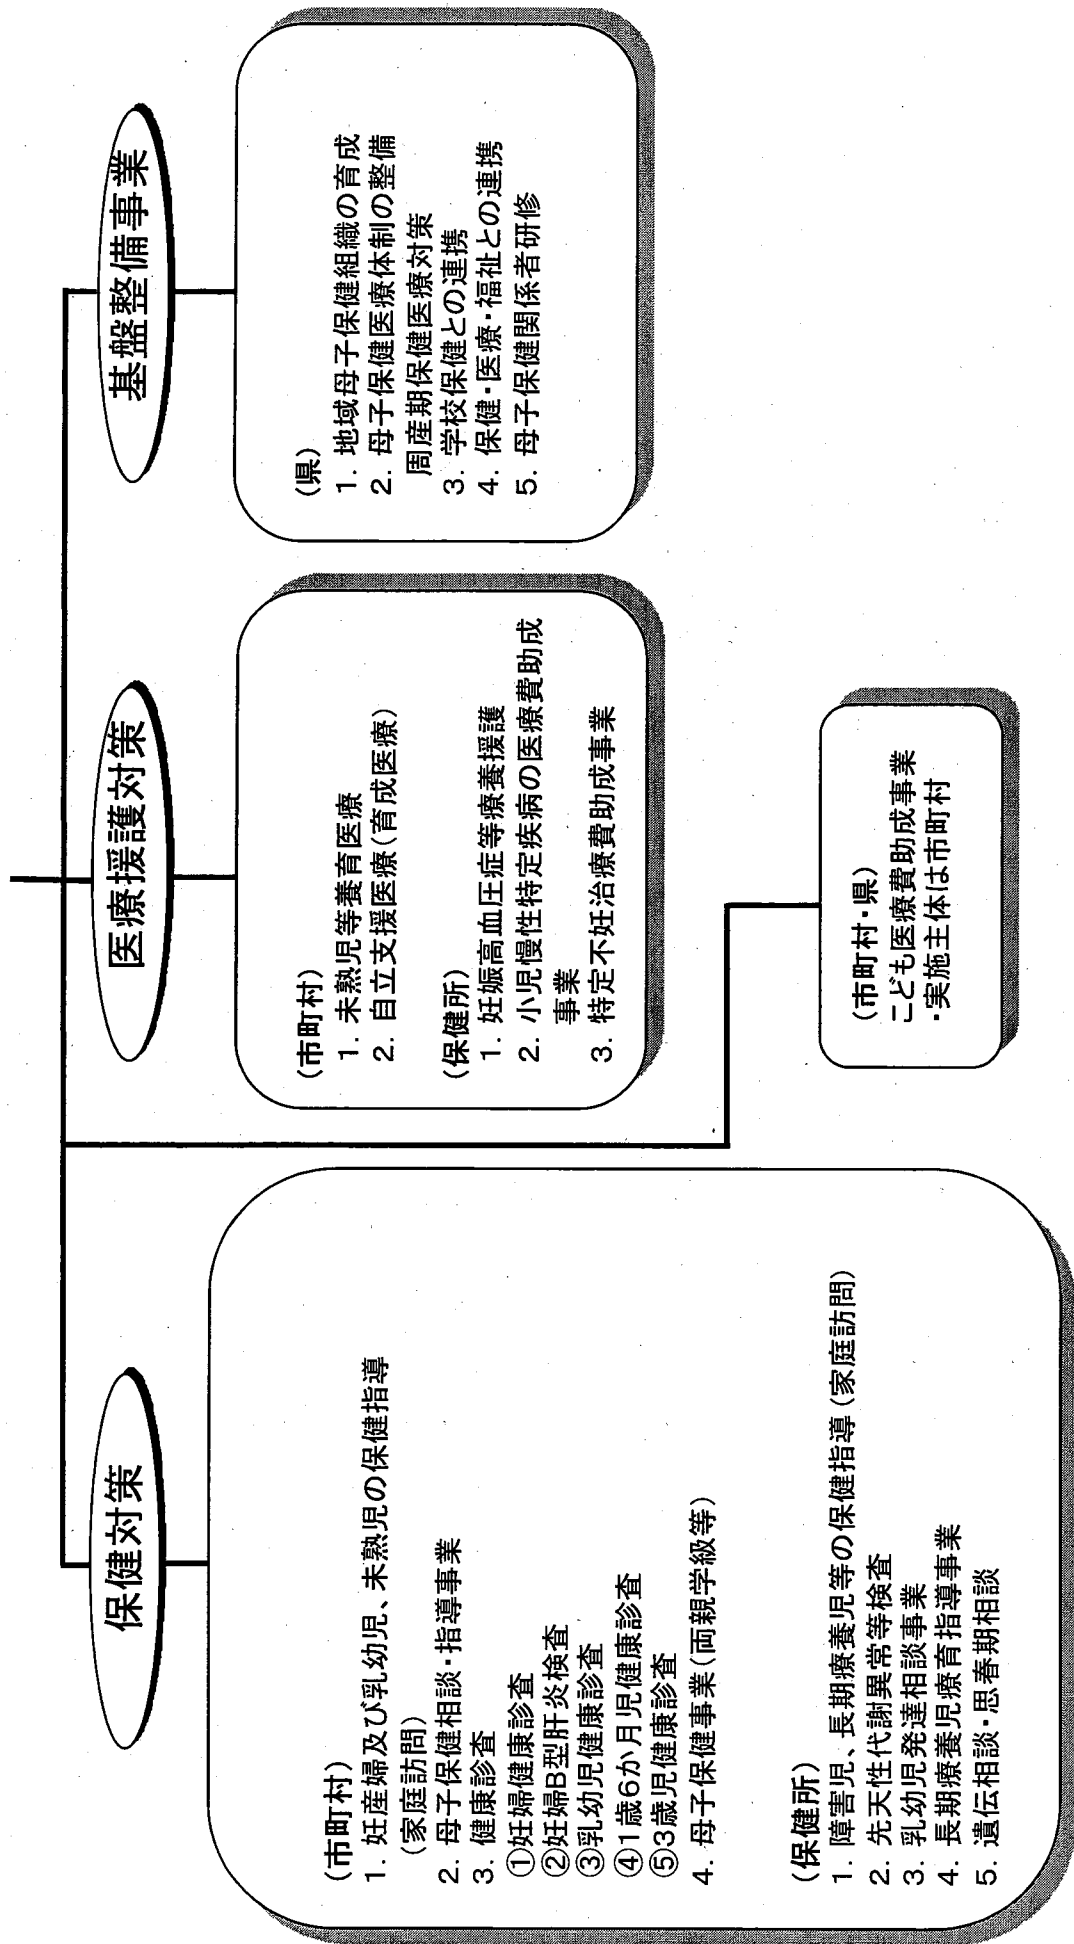 保健対策
(市町村)
1. 妊産婦及び乳幼児、未熟児の保健指導
(家庭訪問)
2. 母子保健相談・指導事業
3. 健康診査
①妊婦健康診査
②妊婦B型肝炎検査
③乳幼児健康診査
④1歳6か月児健康診査
⑤3歳児健康診査
4. 母子保健事業(両親学級等)
(保健所)
1. 障害児、長期療養児等の保健指導(家庭訪問)
2. 先天性代謝異常等検査
3. 乳幼児発達相談事業
4. 長期療養児療育指導事業
5. 遺伝相談・思春期相談
医療援護対策
(市町村)
1. 未熟児等養育医療
2. 自立支援医療(育成医療)
(保健所)
1. 妊娠高血圧症等療養援護
2. 小児慢性特定疾病の医療費助成
事業
3. 特定不妊治療費助成事業
(市町村・県)
こども医療費助成事業
・実施主体は市町村
基盤整備事業
(県)
1. 地域母子保健組織の育成
2. 母子保健医療体制の整備
周産期保健医療対策
3. 学校保健との連携
4. 保健・医療・福祉との連携
5. 母子保健関係者研修